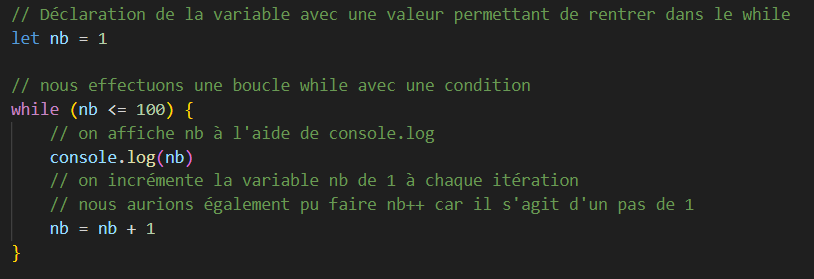 // Déclaration de la variable avec une valeur permettant de rentrer dans le while
let nb = 1
// nous effectuons une boucle while avec une condition
while (nb <= 100) {
// on affiche nb à l'aide de console.log
console.log(nb)
// on incrémente la variable nb de 1 à chaque itération
// nous aurions également pu faire nb++ car il s'agit d'un pas de 1
nb = nb + 1
}